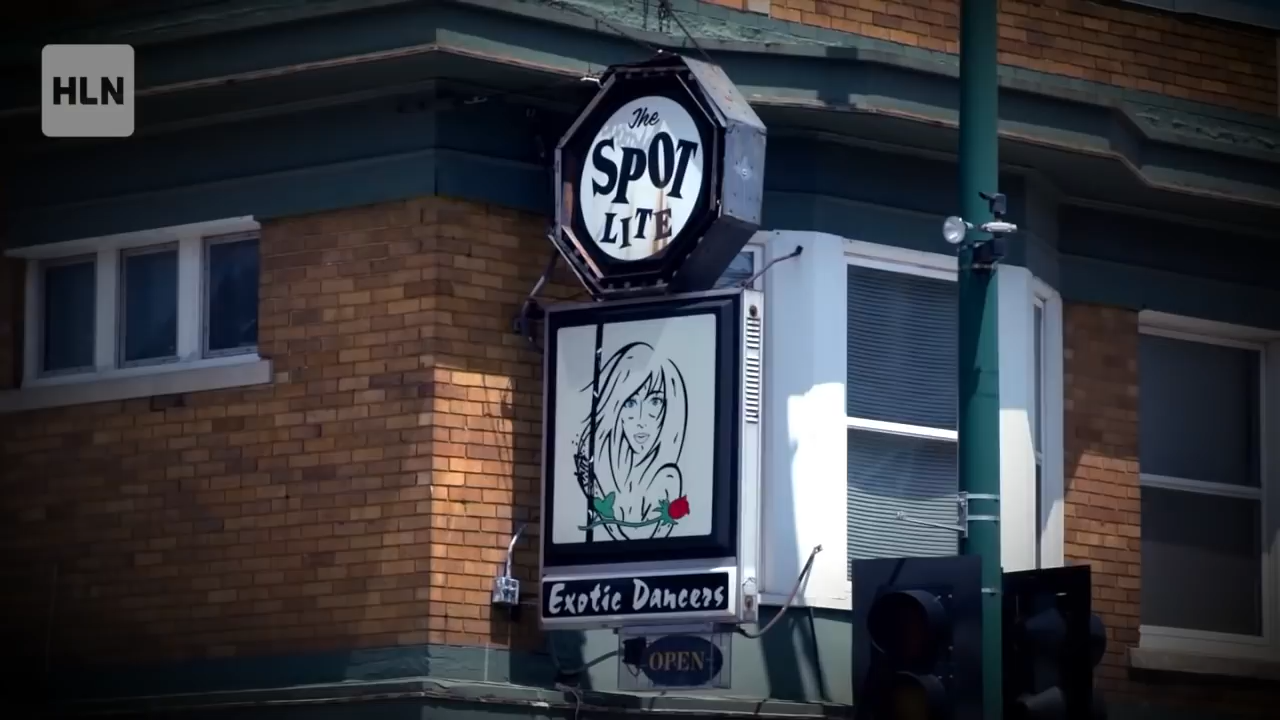 HLN
The
SPOT
LITE
Exotic Dancers
OPEN